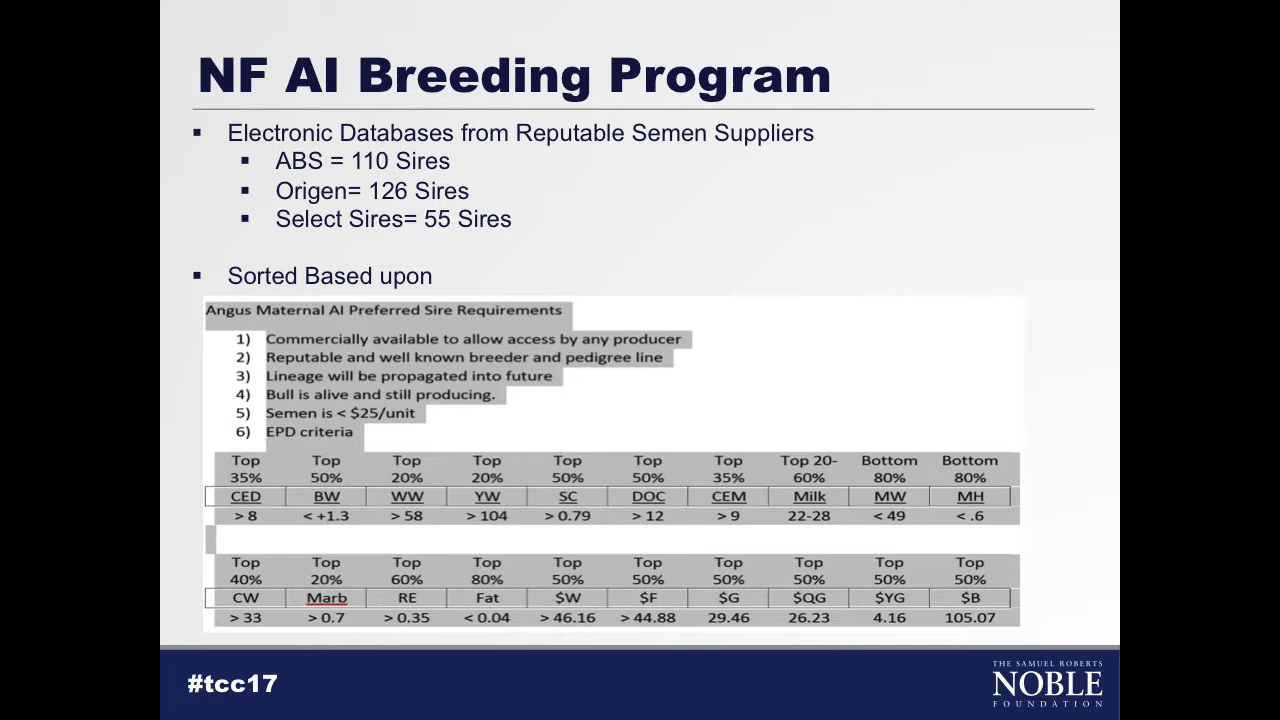 NF AI Breeding Program
▪ Electronic Databases from Reputable Semen Suppliers
▪ ABS = 110 Sires
▪ Origen= 126 Sires
▪ Select Sires= 55 Sires
▪ Sorted Based upon
Angus Maternal AI Preferred Sire Requirements
1) Commercially available to allow access by any producer
2) Reputable and well known breeder and pedigree line
3) Lineage will be propagated into future
4) Bull is alive and still producing.
5) Semen is < $25/unit
6) EPD criteria
Top Top Top Top Top Top Top Top 20- Bottom Bottom
35% 50% 20% 20% 50% 50% 35% 60% 80% 80%
CED BW WW YW SC DOC CEM Milk MW MH
> 8 < +1.3 > 58 > 104 > 0.79 > 12 > 9 22-28 < 49 < .6
Top Top Top Top Top Top Top Top Top Top
40% 20% 60% 80% 50% 50% 50% 50% 50% 50%
CW Marb RE Fat $W $F $G $QG $YG $B
> 33 > 0.7 > 0.35 < 0.04 > 46.16 > 44.88 29.46 26.23 4.16 105.07
#tcc17
THE SAMUEL ROBERTS
NOBLE
FOUNDATION